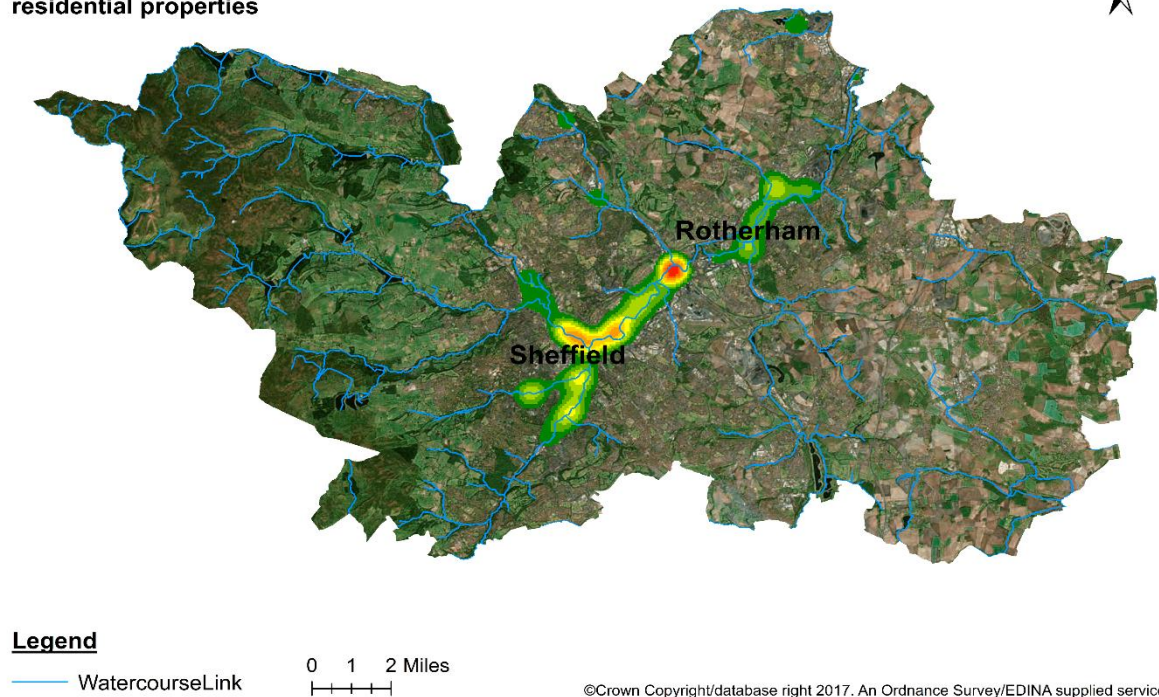 residential properties
Rotherham
Sheffield
Legend
WatercourseLink
0 1 2 Miles
©Crown Copyright/database right 2017. An Ordnance Survey/EDINA supplied servic